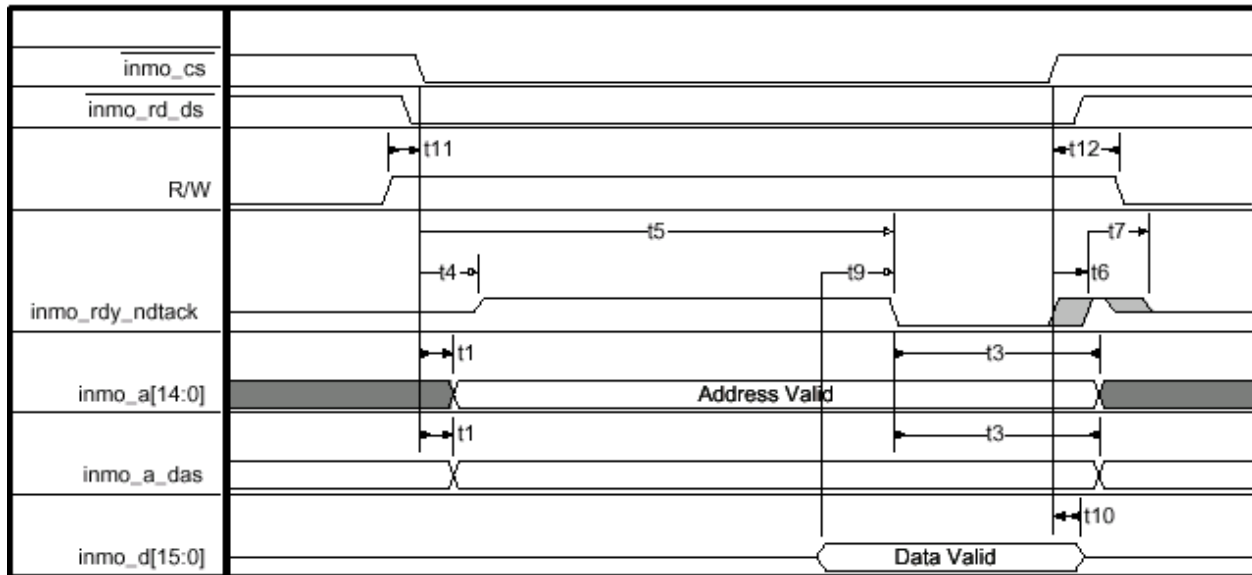 inmo_cs
inmo_rd_ds
t11
t12
R/W
t5
t7
t4
t9
t6
inmo_rdy_ndtack
t1
t3
inmo_a[14:0]
Address Valid
t1
t3
inmo_a_das
t10
inmo_d[15:0]
Data Valid